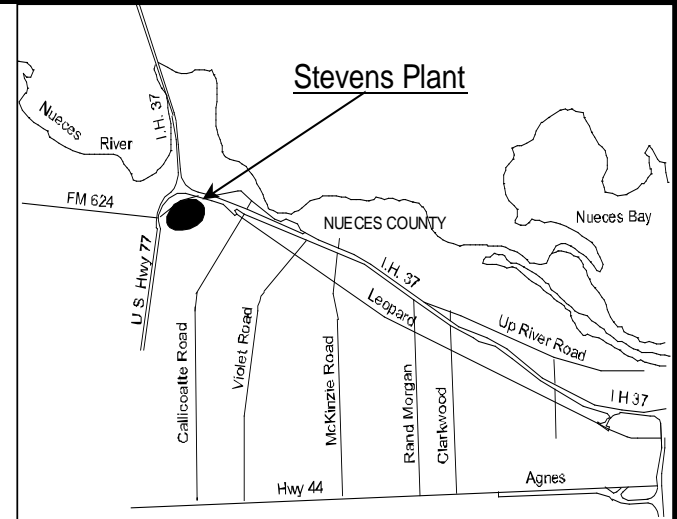 Stevens Plant
Nueces
River
I.H. 37
FM 624
NUECES COUNTY
Nueces Bay
U S Hwy 77
I.H. 37
Leopard
Up River Road
Callicoatte Road
Violet Road
McKinzie Road
Rand Morgan
Clarkwood
I H 37
Hwy 44
Agnes